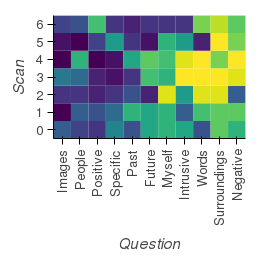 6
5
4
3
2
1
0
Scan
Images
People
Positive
Specific
Past
Future
Myself
Intrusive
Words
Surroundings
Negative
Question